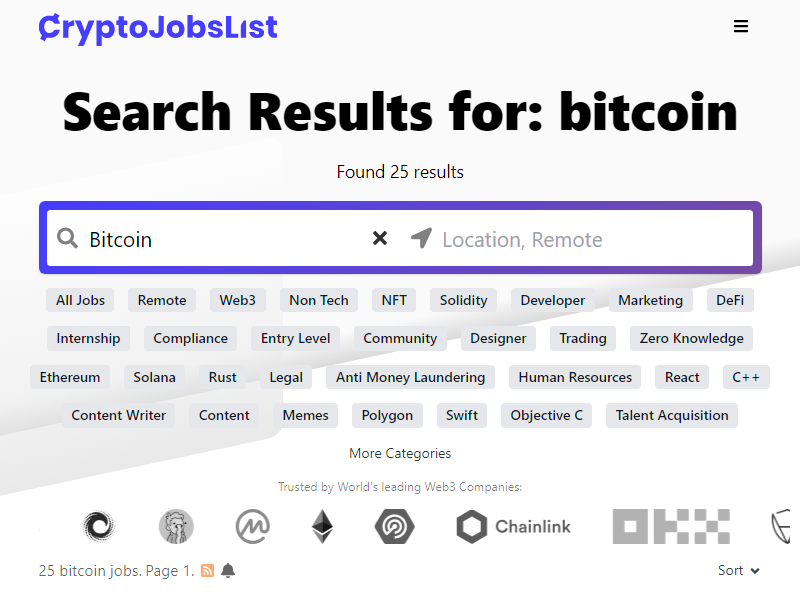 CryptoJobsList
Search Results for: bitcoin
Found 25 results
Bitcoin Location, Remote
All Jobs Remote Web3 Non Tech NFT Solidity Developer Marketing DeFi
Internship Compliance Entry Level Community Designer Trading Zero Knowledge
Ethereum Solana Rust Legal Anti Money Laundering Human Resources React C++
Content Writer Content Memes Polygon Swift Objective C Talent Acquisition
More Categories
Trusted by World's leading Web3 Companies:
Chainlink OKX
25 bitcoin jobs. Page 1. Sort